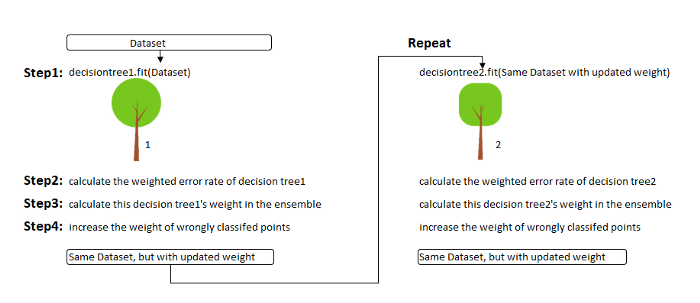 Dataset
Step1: decisiontree1.fit(Dataset)
1
Step2: calculate the weighted error rate of decision tree1
Step3: calculate this decision tree1's weight in the ensemble
Step4: increase the weight of wrongly classifed points
Same Dataset, but with updated weight
Repeat
decisiontree2.fit(Same Dataset with updated weight)
2
calculate the weighted error rate of decision tree2
calculate this decision tree2's weight in the ensemble
increase the weight of wrongly classifed points
Same Dataset, but with updated weight